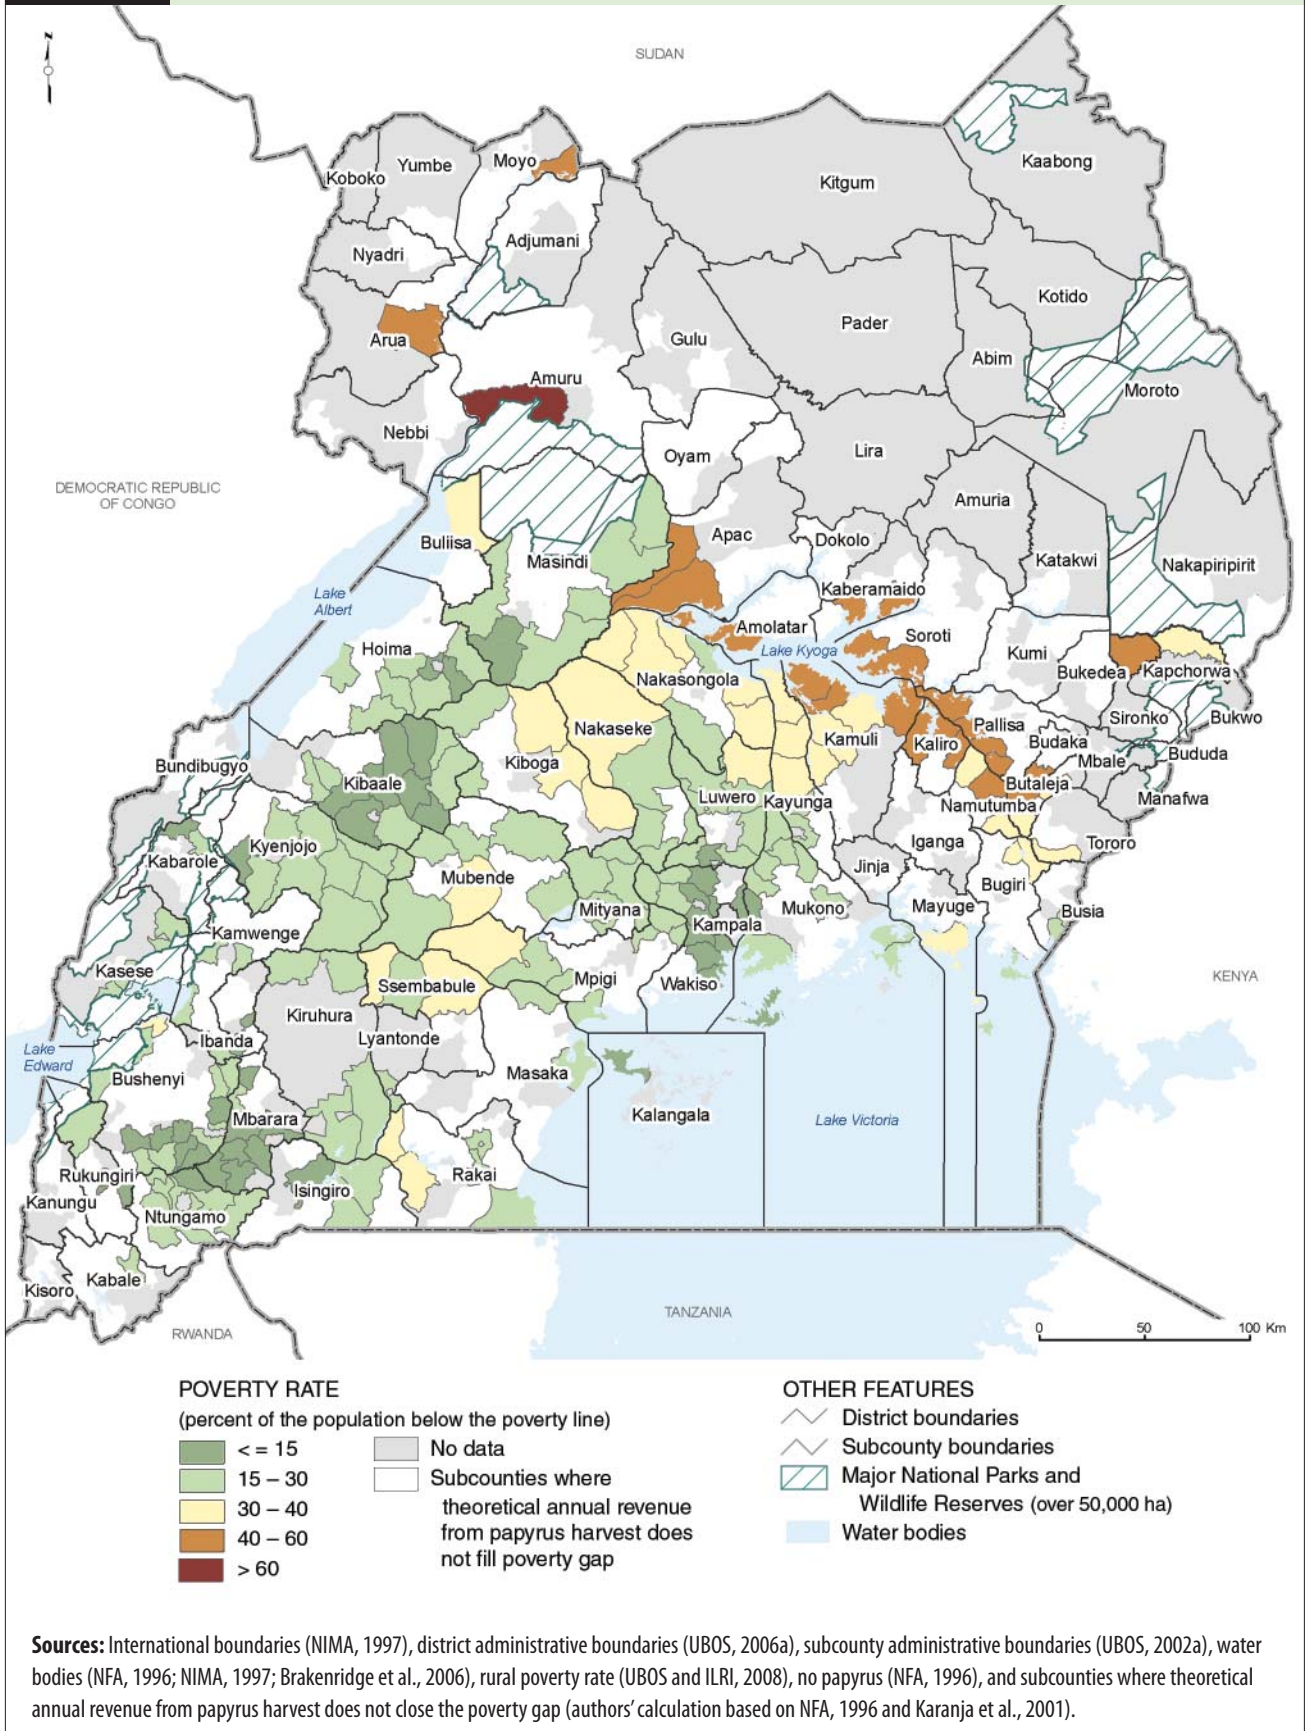 N
SUDAN
Kaabong
Moyo
Yumbe
Koboko
Kitgum
Adjumani
Nyadri
Kotido
Pader
Gulu
Arua
Abim
Amuru
Moroto
Nebbi
Lira
Oyam
DEMOCRATIC REPUBLIC
OF CONGO
Amuria
Apac
Dokolo
Buliisa
Masindi
Katakwi
Nakapiripirit
Kaberamaido
Lake
Albert
Amolatar
Soroti
Hoima
Lake Kyoga
Kumi
Bukedea
Kapchorwa
Nakasongola
Sironko
Bukwo
Pallisa
Nakaseke
Kamuli
Kaliro
Budaka
Bududa
Kiboga
Mbale
Bundibugyo
Kibaale
Butaleja
Luwero
Kayunga
Manafwa
Namutumba
Iganga
Tororo
Kyenjojo
Kabarole
Jinja
Mubende
Bugiri
Mityana
Mukono
Mayuge
Busia
Kampala
Kamwenge
Kasese
Mpigi
KENYA
Ssembabule
Wakiso
Kiruhura
Lyantonde
Ibanda
Lake
Edward
Masaka
Bushenyi
Kalangala
Mbarara
Lake Victoria
Rukungiri
Rakai
Isingiro
Kanungu
Ntungamo
Kabale
Kisoro
TANZANIA
RWANDA
0 50 100 Km
POVERTY RATE
(percent of the population below the poverty line)
< = 15
15 – 30
30 – 40
40 – 60
> 60
No data
Subcounties where
theoretical annual revenue
from papyrus harvest does
not fill poverty gap
OTHER FEATURES
District boundaries
Subcounty boundaries
Major National Parks and
Wildlife Reserves (over 50,000 ha)
Water bodies
Sources: International boundaries (NIMA, 1997), district administrative boundaries (UBOS, 2006a), subcounty administrative boundaries (UBOS, 2002a), water
bodies (NFA, 1996; NIMA, 1997; Brakenridge et al., 2006), rural poverty rate (UBOS and ILRI, 2008), no papyrus (NFA, 1996), and subcounties where theoretical
annual revenue from papyrus harvest does not close the poverty gap (authors’ calculation based on NFA, 1996 and Karanja et al., 2001).